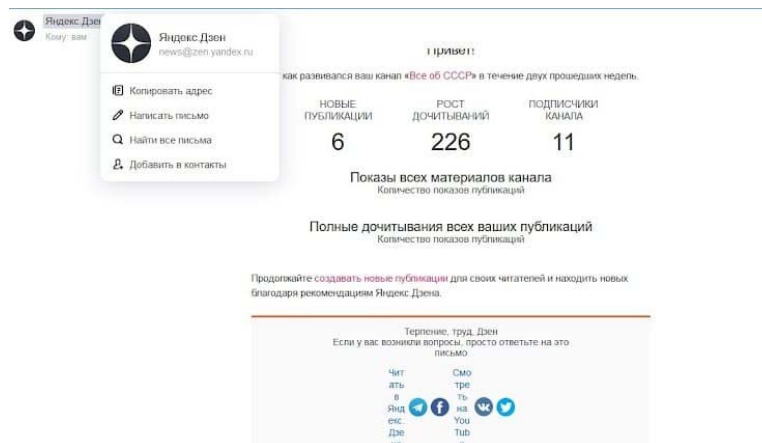 Яндекс.Дзен
Кому: вам
Яндекс.Дзен
news@zen.yandex.ru
Копировать адрес
Написать письмо
Найти все письма
Добавить в контакты
Привет!
как развивался ваш канал «Все об СССР» в течение двух прошедших недель.
НОВЫЕ ПУБЛИКАЦИИ
6
РОСТ ДОЧИТЫВАНИЙ
226
ПОДПИСЧИКИ КАНАЛА
11
Показы всех материалов канала
Количество показов публикаций
Полные дочитывания всех ваших публикаций
Количество показов публикаций
Продолжайте создавать новые публикации для своих читателей и находить новых
благодаря рекомендациям Яндекс.Дзена.
Терпение, труд, Дзен
Если у вас возникли вопросы, просто ответьте на это
письмо
Чит
ать
в
Янд
екс.
Дзе
Смо
тре
ть
на
You
Tub